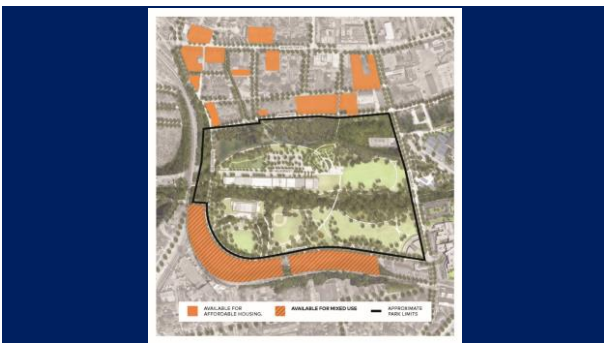 AVAILABLE FOR
AFFORDABLE HOUSING
AVAILABLE FOR MIXED USE
APPROXIMATE
PARK LIMITS